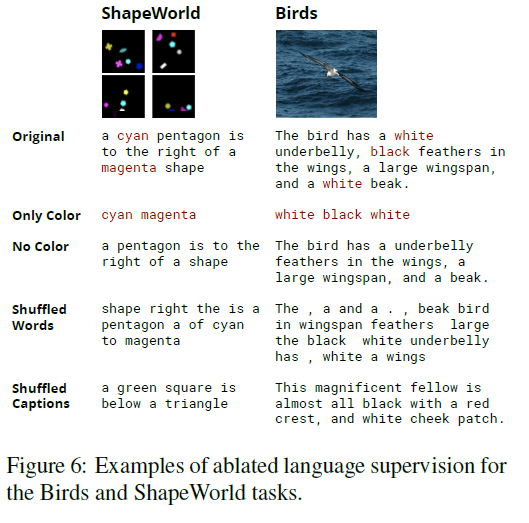 ShapeWorld Birds
Original
a cyan pentagon is
to the right of a
magenta shape
The bird has a white
underbelly, black feathers in
the wings, a large wingspan,
and a white beak.
Only Color
cyan magenta
white black white
No Color
a pentagon is to the
right of a shape
The bird has a underbelly
feathers in the wings, a
large wingspan, and a beak.
Shuffled
Words
shape right the is a
pentagon a of cyan
to magenta
The , a and a . , beak bird
in wingspan feathers large
the black white underbelly
has , white a wings
Shuffled
Captions
a green square is
below a triangle
This magnificent fellow is
almost all black with a red
crest, and white cheek patch.
Figure 6: Examples of ablated language supervision for
the Birds and ShapeWorld tasks.